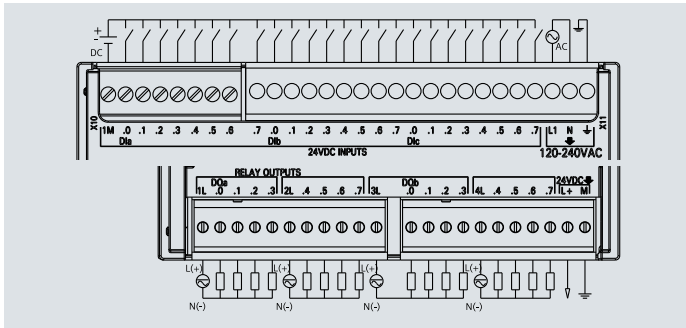 +
-
DC
AC
X10
X11
1M .0 .1 .2 .3 .4 .5 .6 .7 .0 .1 .2 .3 .4 .5 .6 .7 .0 .1 .2 .3 .4 .5 .6 .7 L1 N
DIa DIb DIc
24VDC INPUTS
120-240VAC
RELAY OUTPUTS
DQa DQb 24VDC
1L .0 .1 .2 .3 2L .4 .5 .6 .7 3L .0 .1 .2 .3 4L .4 .5 .6 .7 L+ M
L(+) L(+) L(+) L(+)
N(-) N(-) N(-) N(-)